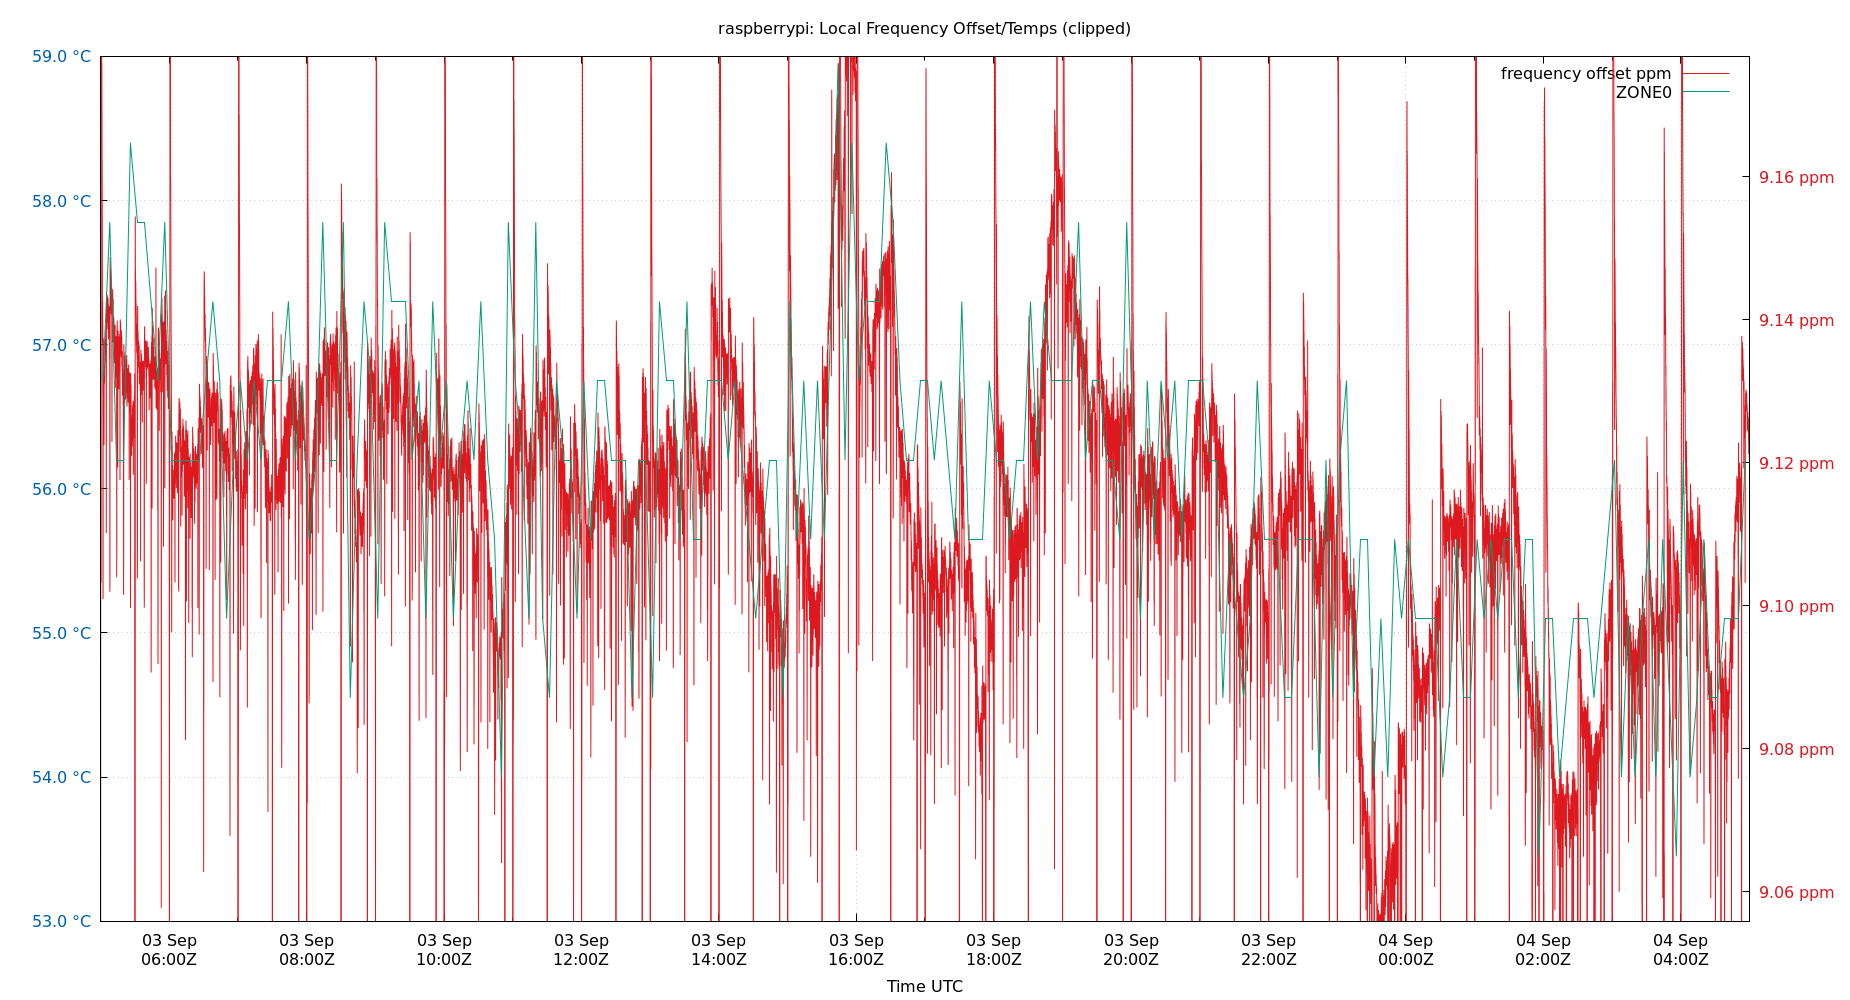 raspberrypi: Local Frequency Offset/Temps (clipped)
59.0 °C
58.0 °C
57.0 °C
56.0 °C
55.0 °C
54.0 °C
53.0 °C
frequency offset ppm
ZONE0
9.16 ppm
9.14 ppm
9.12 ppm
9.10 ppm
9.08 ppm
9.06 ppm
03 Sep
06:00Z
03 Sep
08:00Z
03 Sep
10:00Z
03 Sep
12:00Z
03 Sep
14:00Z
03 Sep
16:00Z
03 Sep
18:00Z
03 Sep
20:00Z
03 Sep
22:00Z
04 Sep
00:00Z
04 Sep
02:00Z
04 Sep
04:00Z
Time UTC